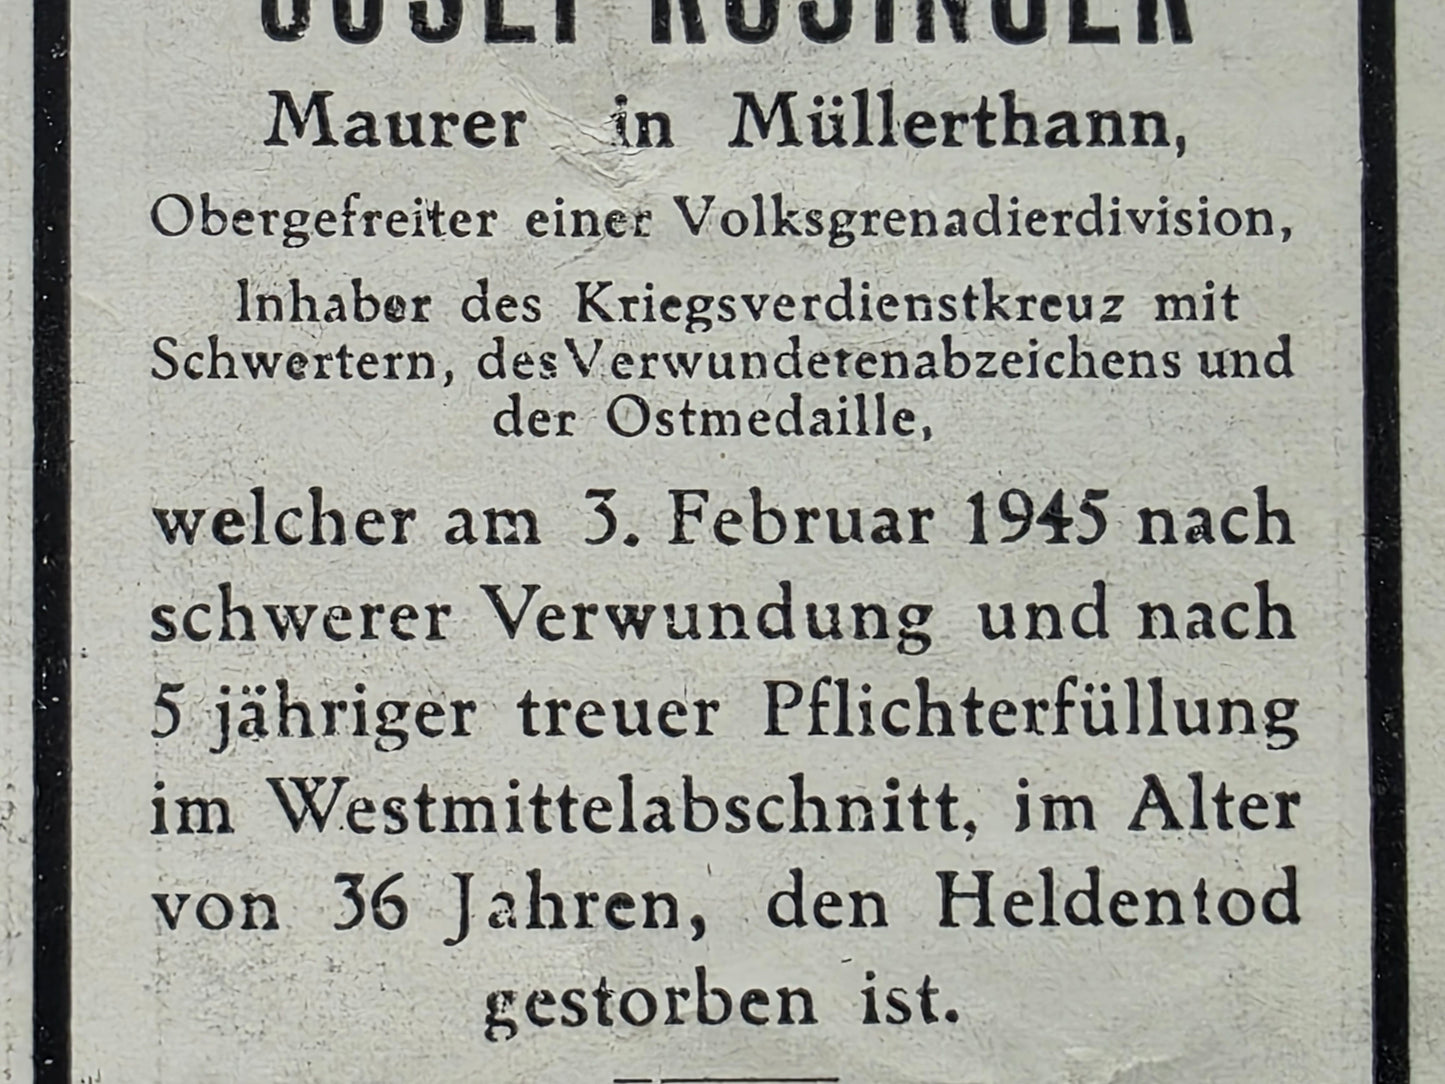 JOSEF ROSINGER
Maurer in Müllerthann,
Obergefreiter einer Volksgrenadierdivision,
Inhaber des Kriegsverdienstkreuz mit
Schwertern, des Verwundetenabzeichens und
der Ostmedaille,
welcher am 3. Februar 1945 nach
schwerer Verwundung und nach
5 jähriger treuer Pflichterfüllung
im Westmittelabschnitt, im Alter
von 36 Jahren, den Heldentod
gestorben ist.